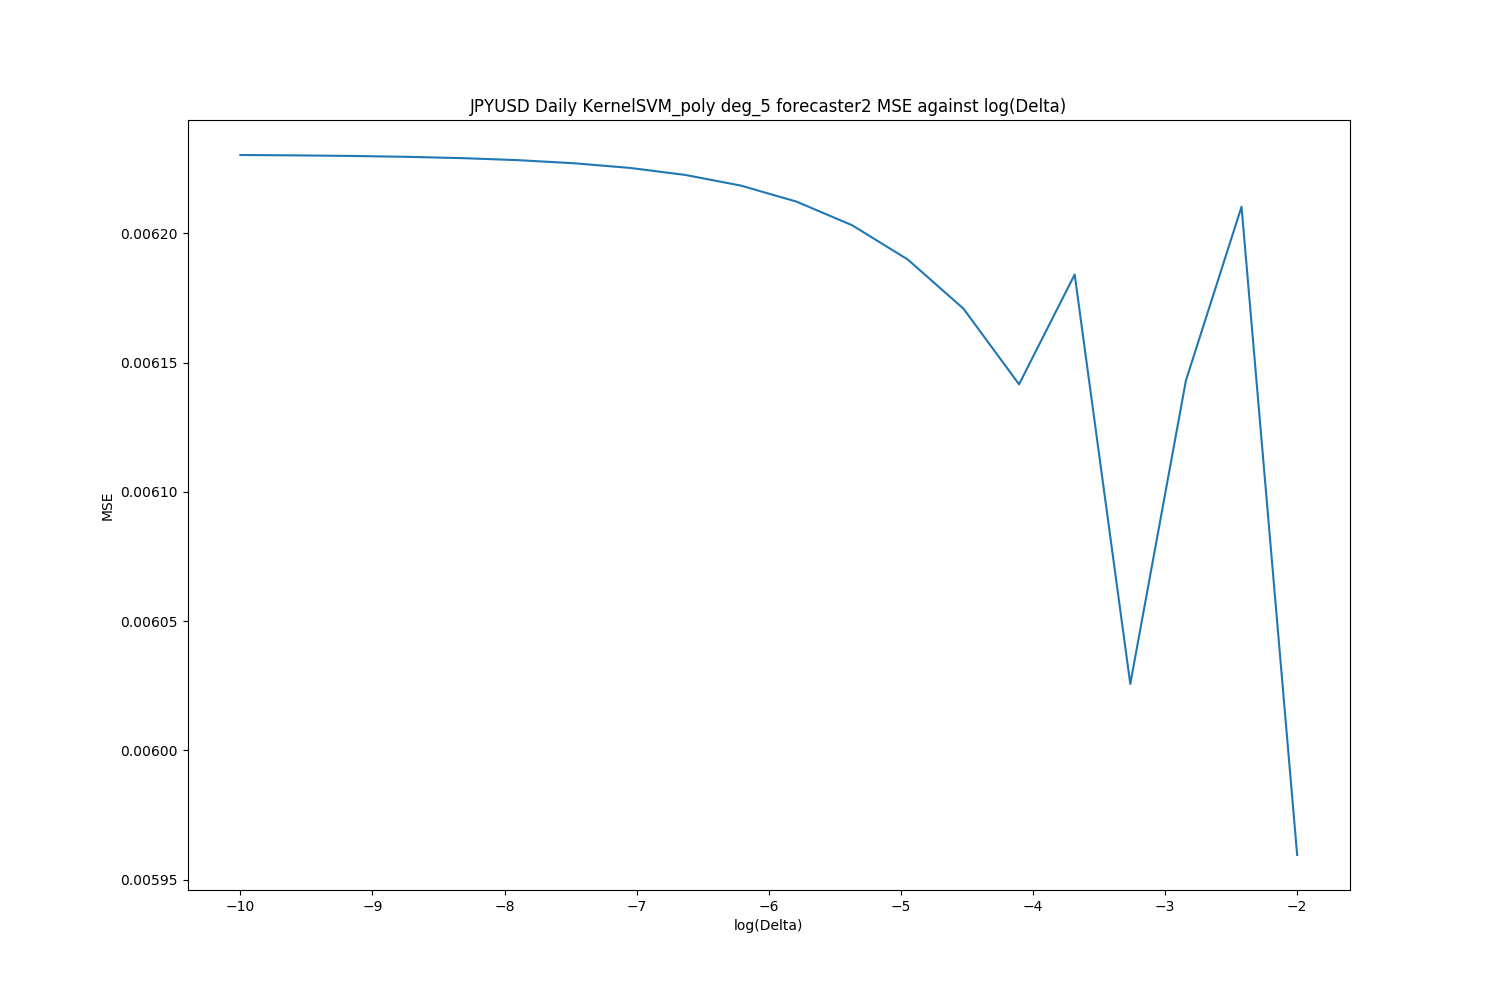 JPYUSD Daily KernelSVM_poly deg_5 forecaster2 MSE against log(Delta)
0.00620
0.00615
0.00610
MSE
0.00605
0.00600
0.00595
−10 −9 −8 −7 −6 −5 −4 −3 −2
log(Delta)